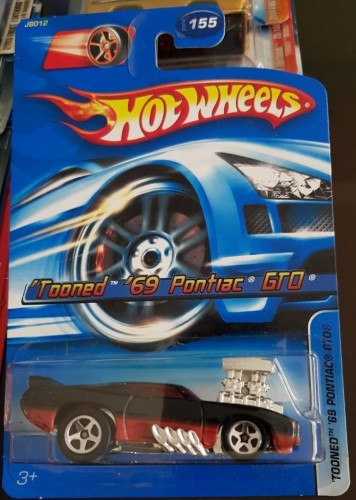 J8012
155
HOT WHEELS
'Tooned™ '69 Pontiac® GTO®
TOONED™ '69 PONTIAC® GTO®
3+